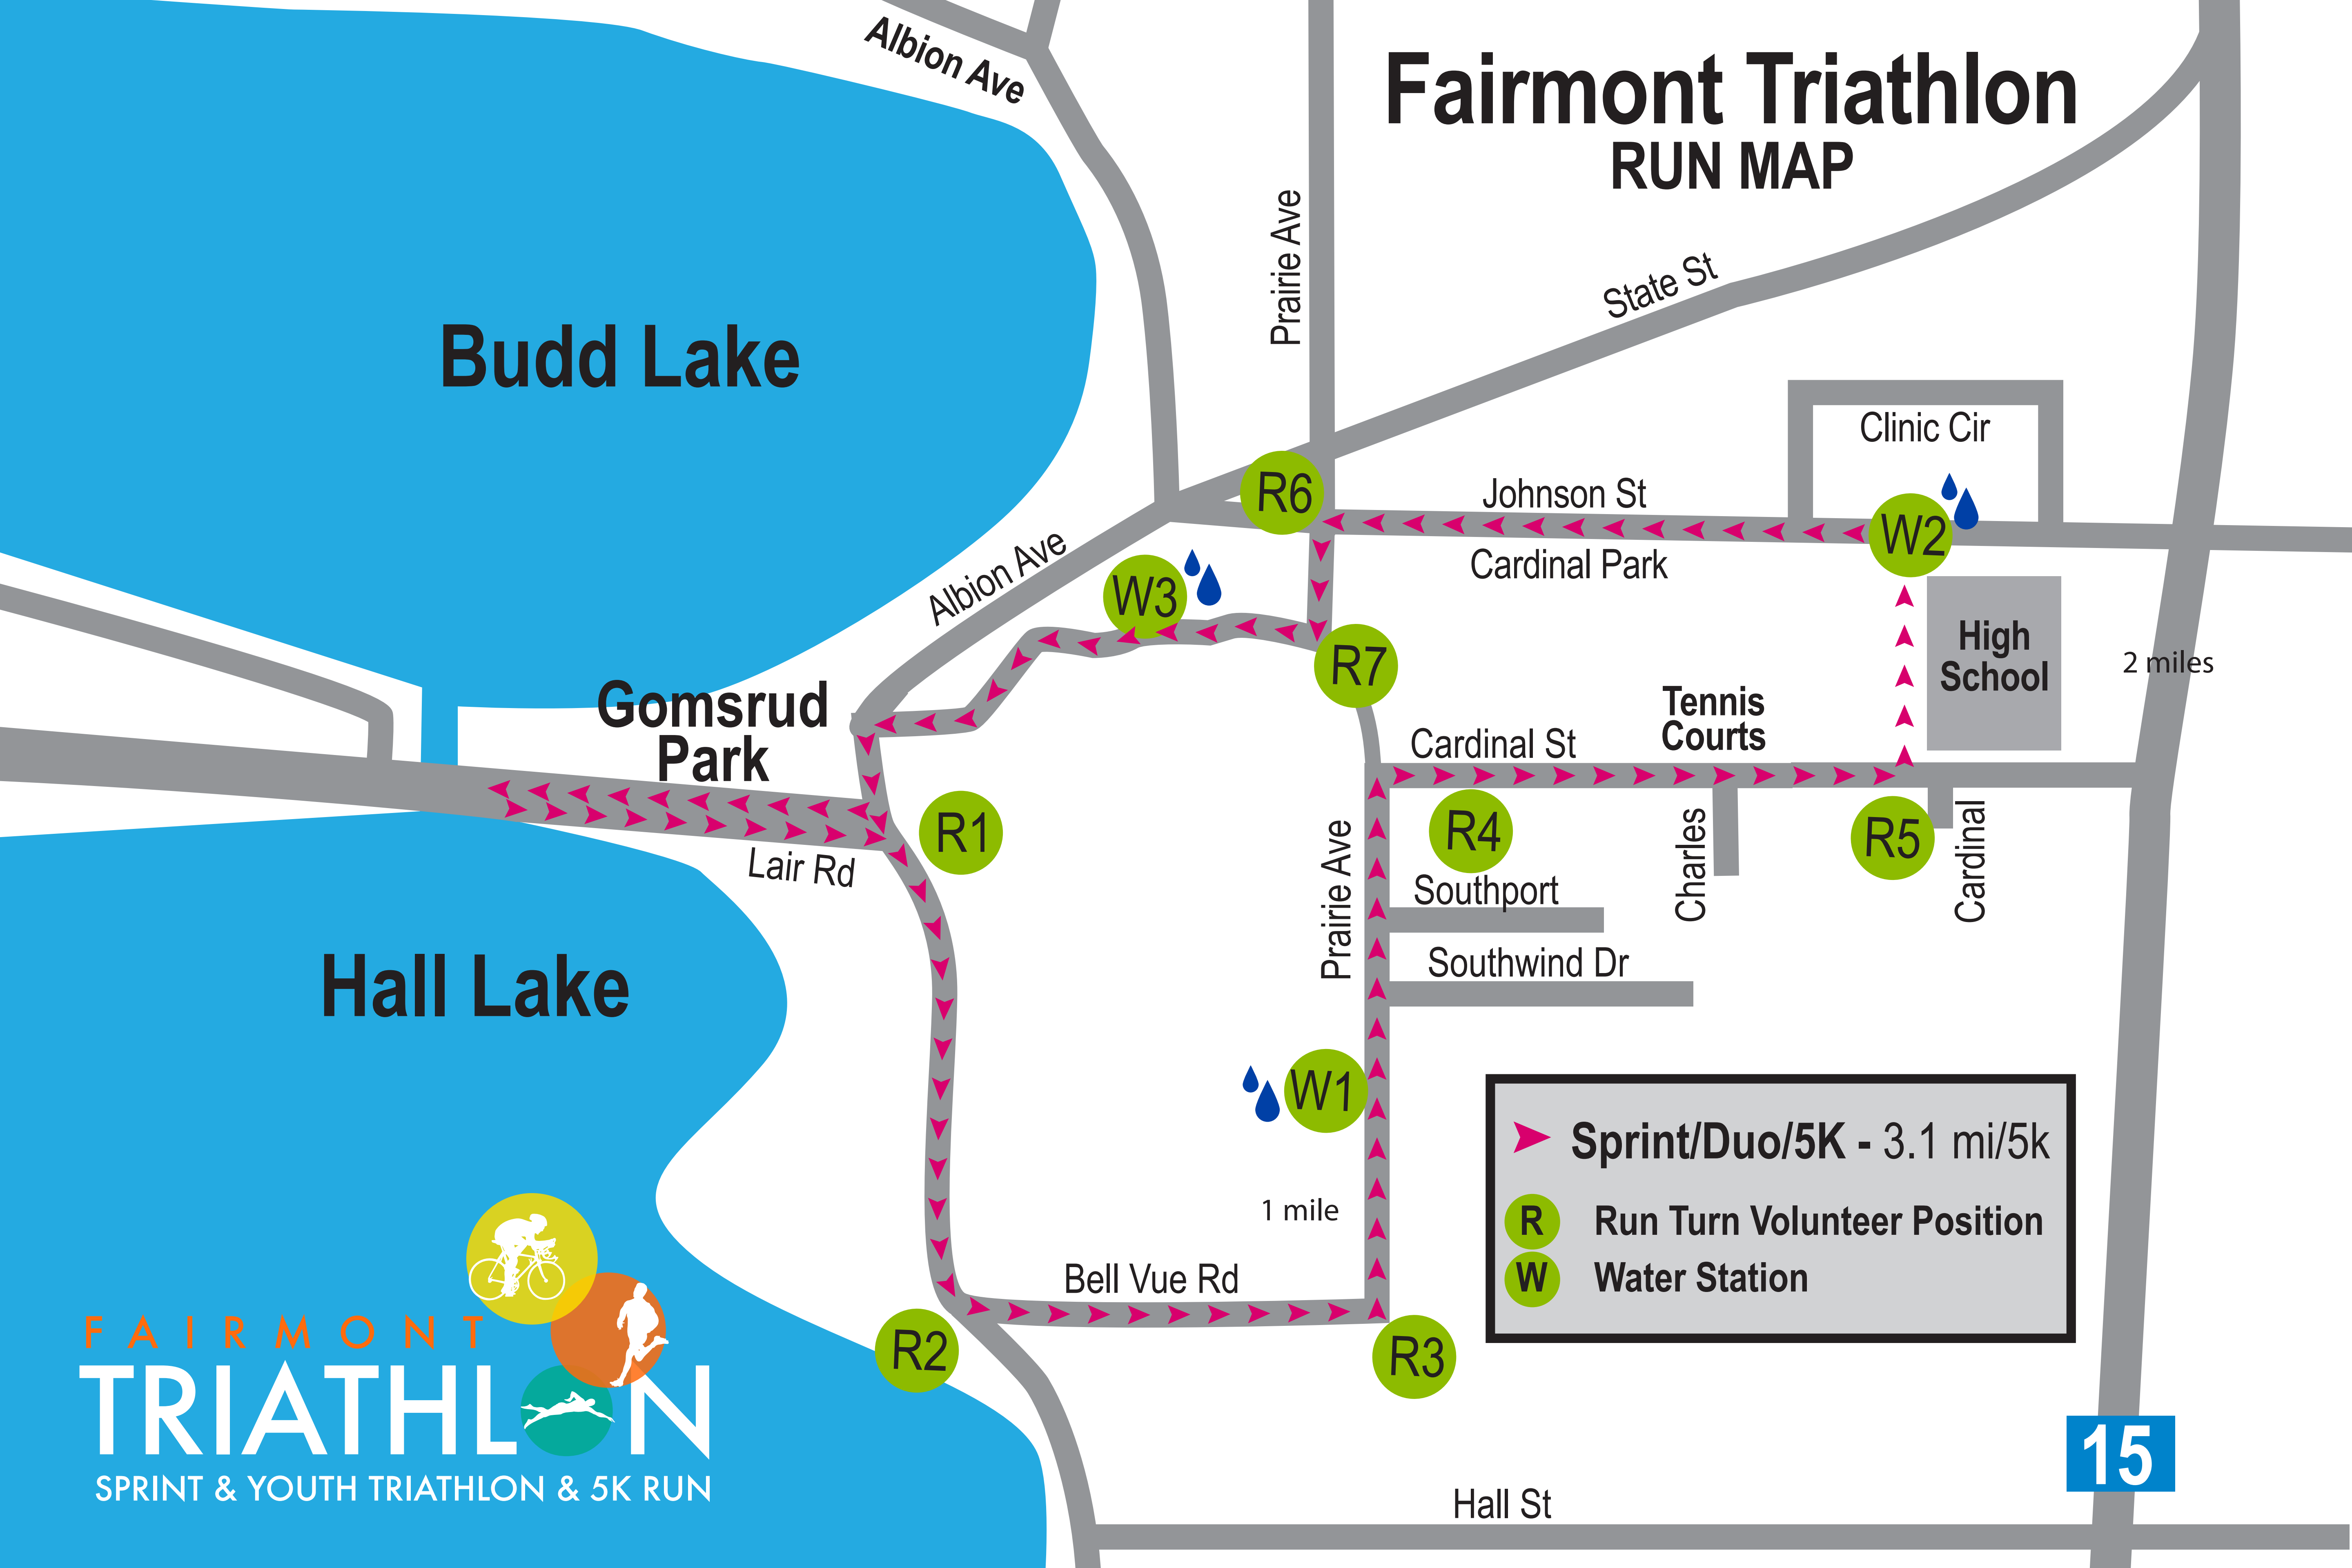 Albion Ave
Fairmont Triathlon
RUN MAP
Prairie Ave
State St
Budd Lake
Clinic Cir
R6
Johnson St
W2
Cardinal Park
Albion Ave
W3
High
School
2 miles
R7
Gomsrud
Park
Tennis
Courts
Cardinal St
R1
R4
R5
Lair Rd
Prairie Ave
Charles
Cardinal
Southport
Southwind Dr
Hall Lake
W1
1 mile
Sprint/Duo/5K - 3.1 mi/5k
R Run Turn Volunteer Position
W Water Station
Bell Vue Rd
R2
R3
FAIRMONT
TRIATHLON
SPRINT & YOUTH TRIATHLON & 5K RUN
15
Hall St